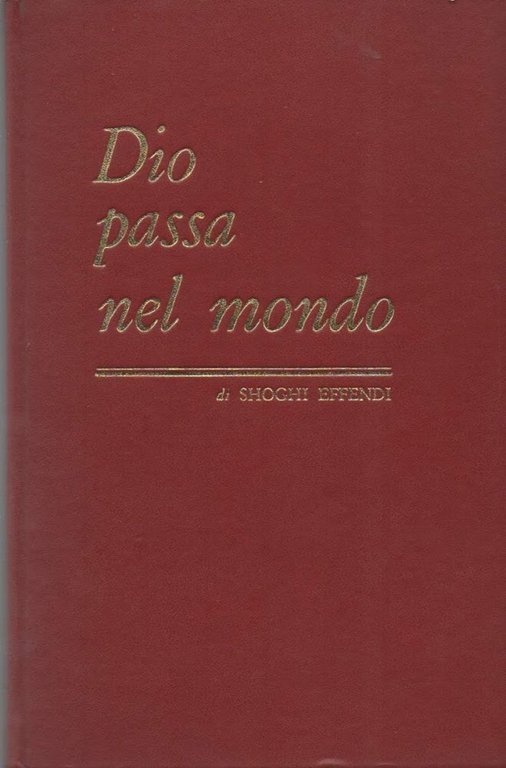 Dio
passa
nel mondo
di SHOGHI EFFENDI